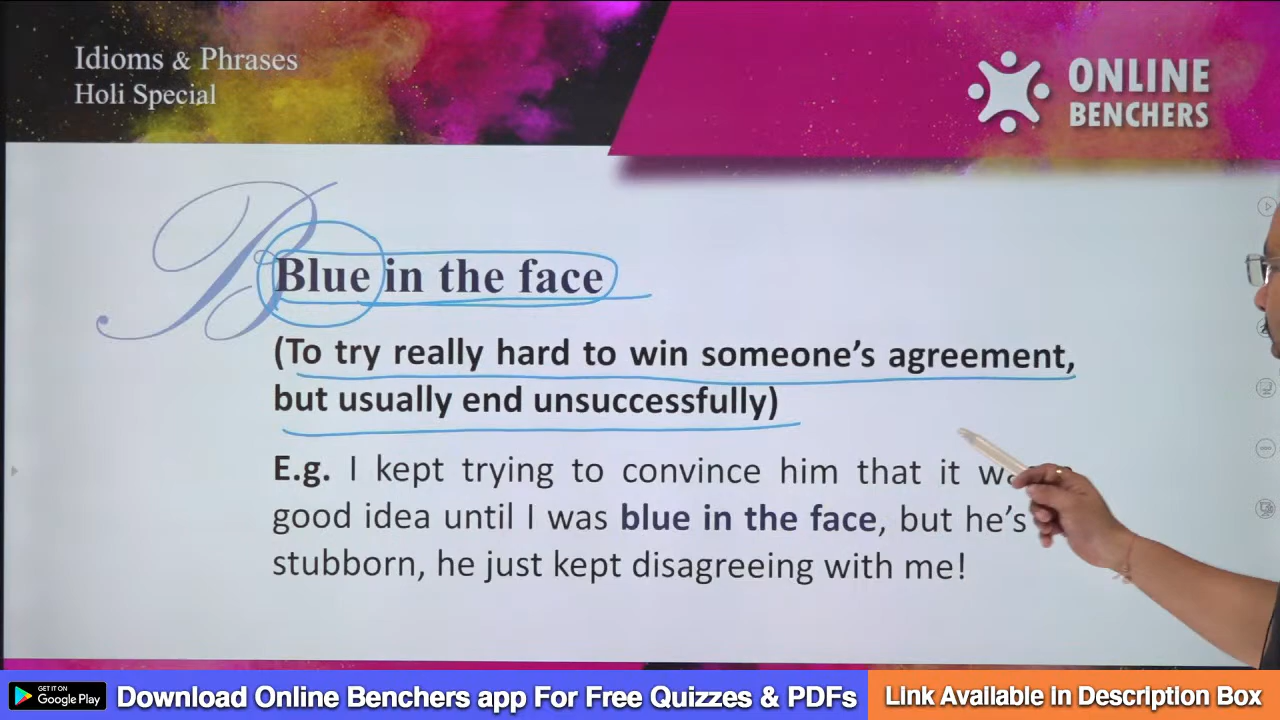 Idioms & Phrases
Holi Special
ONLINE
BENCHERS
Blue in the face
(To try really hard to win someone's agreement,
but usually end unsuccessfully)
E.g. I kept trying to convince him that it
good idea until I was blue in the face, but he's
stubborn, he just kept disagreeing with me!
GET IT ON
Google Play
Download Online Benchers app For Free Quizzes & PDFs
Link Available In Description Box